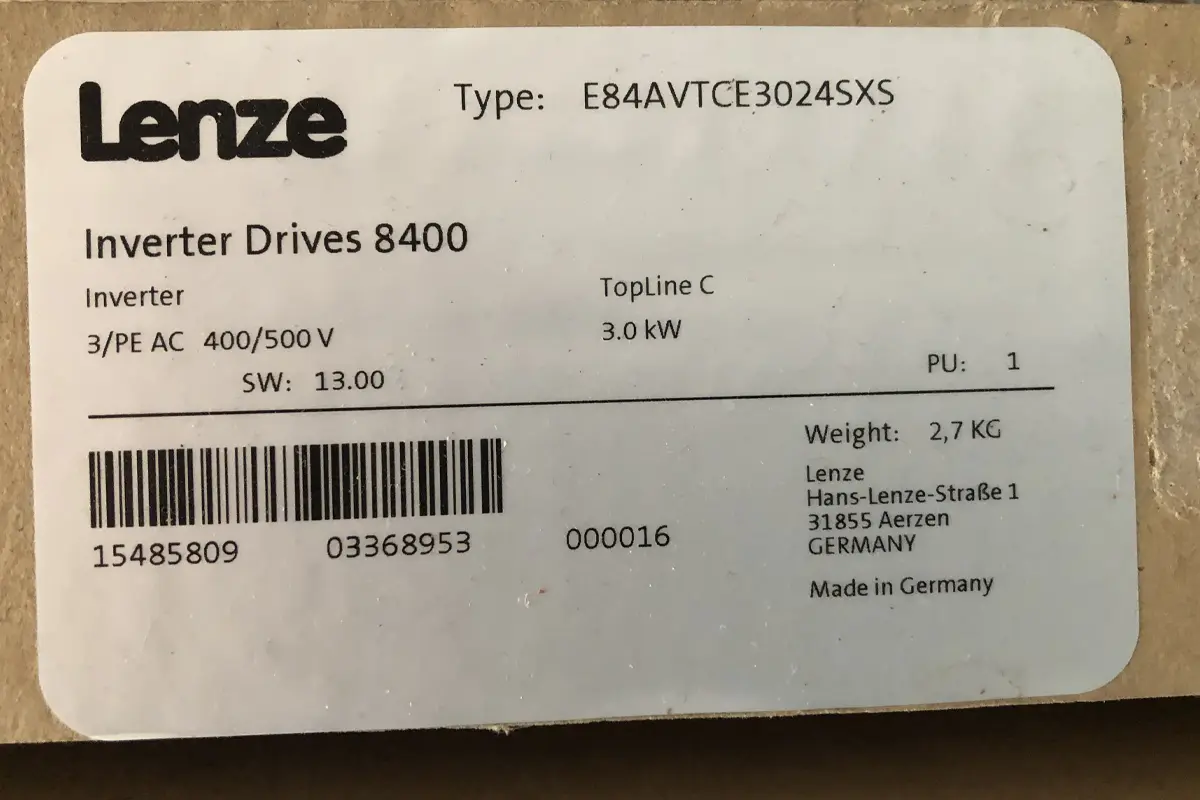 Lenze Type: E84AVTCE3024SXS
Inverter Drives 8400
Inverter TopLine C
3/PE AC 400/500 V 3.0 kW
SW: 13.00 PU: 1
Weight: 2,7 KG
Lenze
Hans-Lenze-Straße 1
31855 Aerzen
GERMANY
15485809 03368953 000016
Made in Germany